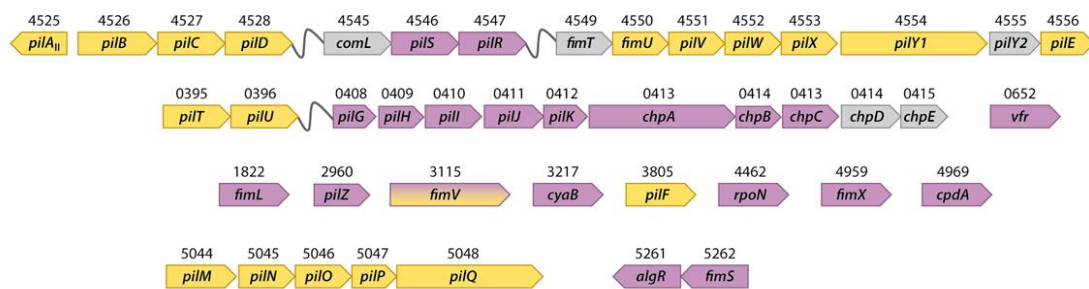 4525 4526 4527 4528 4545 4546 4547 4549 4550 4551 4552 4553 4554 4555 4556
pilA_II pilB pilC pilD comL pilS pilR fimT fimU pilV pilW pilX pilY1 pilY2 pilE
0395 0396 0408 0409 0410 0411 0412 0413 0414 0413 0414 0415 0652
pilT pilU pilG pilH pilI pilJ pilK chpA chpB chpC chpD chpE vfr
1822 2960 3115 3217 3805 4462 4959 4969
fimL pilZ fimV cyaB pilF rpoN fimX cpdA
5044 5045 5046 5047 5048 5261 5262
pilM pilN pilO pilP pilQ algR fimS